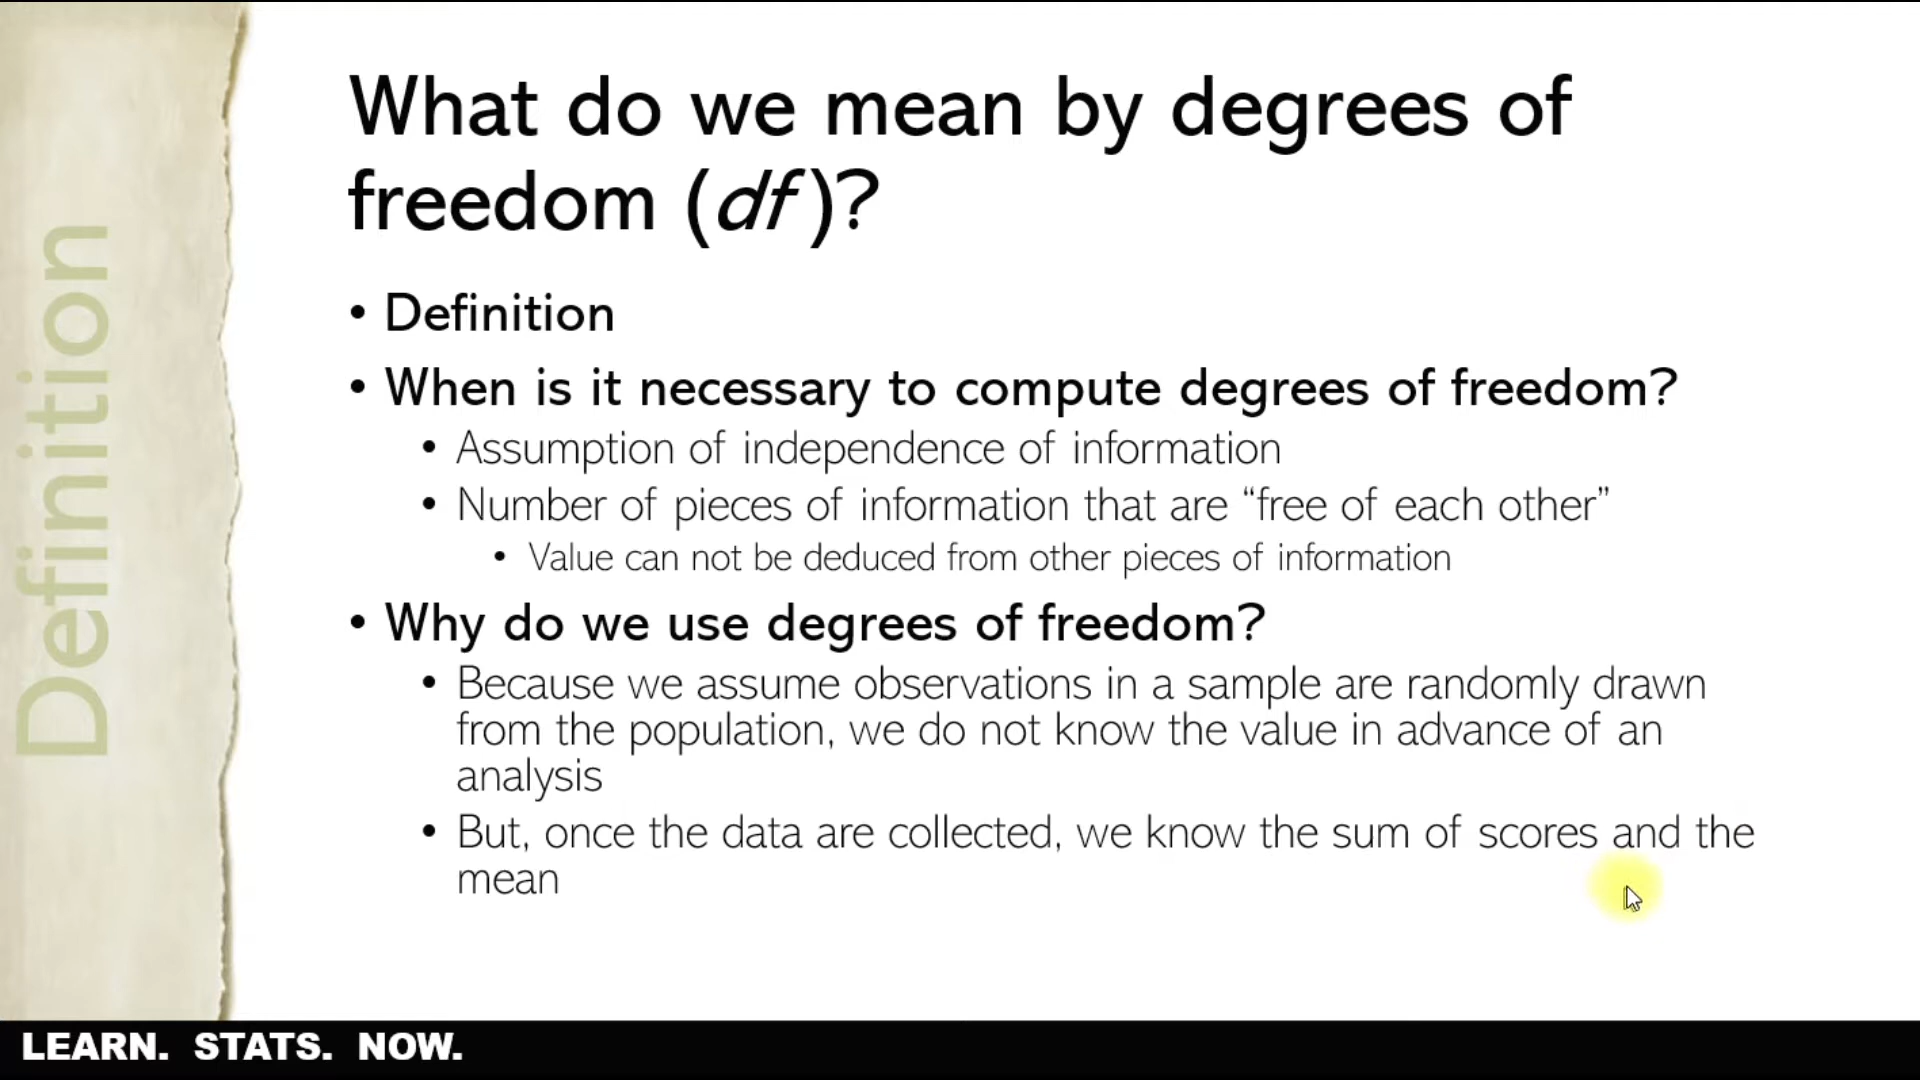 Definition
What do we mean by degrees of
freedom (df)?
• Definition
• When is it necessary to compute degrees of freedom?
• Assumption of independence of information
• Number of pieces of information that are “free of each other”
• Value can not be deduced from other pieces of information
• Why do we use degrees of freedom?
• Because we assume observations in a sample are randomly drawn
from the population, we do not know the value in advance of an
analysis
• But, once the data are collected, we know the sum of scores and the
mean
LEARN. STATS. NOW.